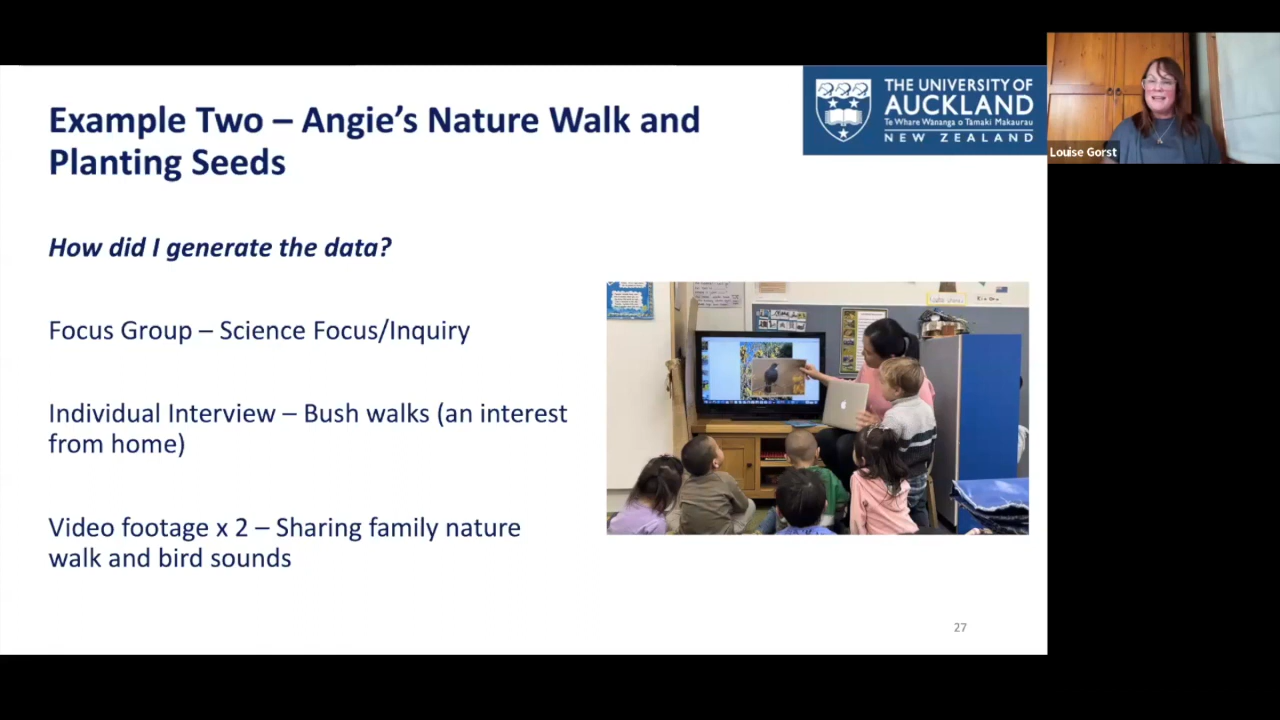 Example Two – Angie's Nature Walk and
Planting Seeds
THE UNIVERSITY OF
AUCKLAND
Te Whare Wānanga o Tāmaki Makaurau
NEW ZEALAND
Louise Gorst
How did I generate the data?
Focus Group – Science Focus/Inquiry
Individual Interview – Bush walks (an interest
from home)
Video footage x 2 – Sharing family nature
walk and bird sounds
27